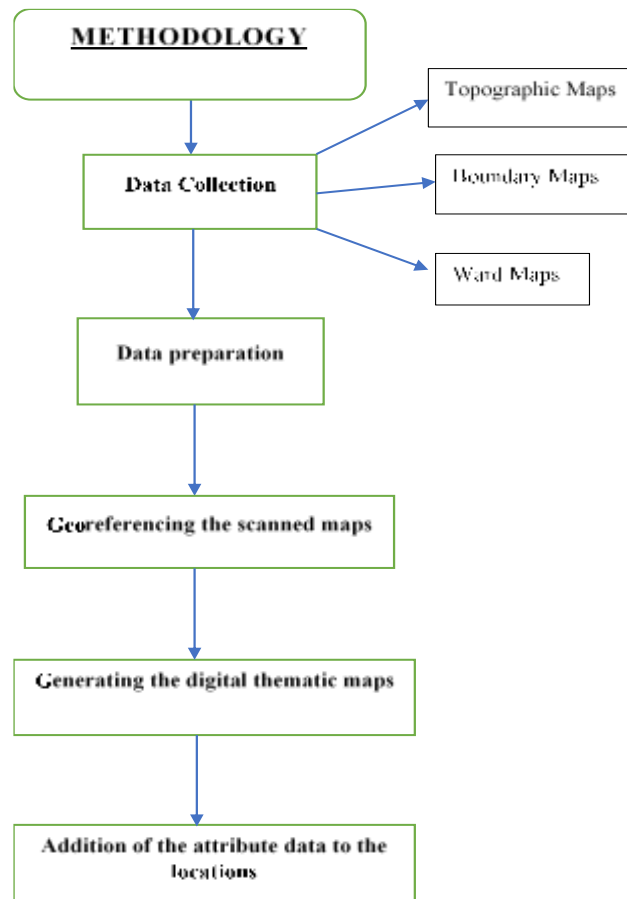 METHODOLOGY
Topographic Maps
Data Collection
Boundary Maps
Ward Maps
Data preparation
Georeferencing the scanned maps
Generating the digital thematic maps
Addition of the attribute data to the
locations